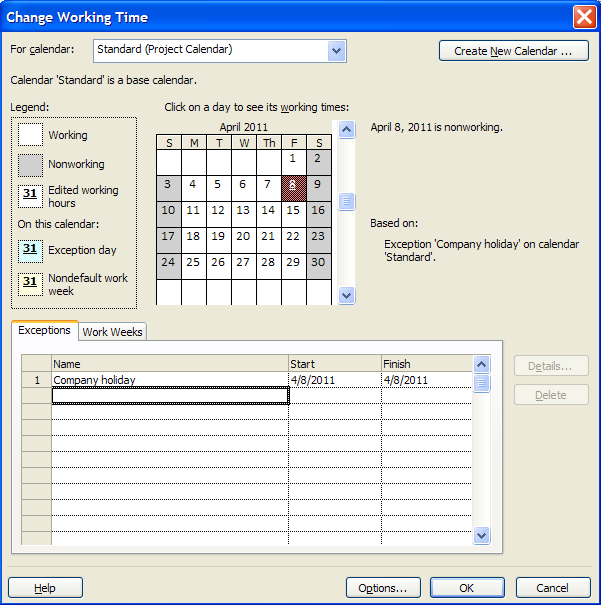 Change Working Time
For calendar: Standard (Project Calendar) Create New Calendar ...
Calendar 'Standard' is a base calendar.
Legend: Click on a day to see its working times:
Working
Nonworking
31 Edited working
hours
On this calendar:
31 Exception day
31 Nondefault work
week
April 2011
S M T W Th F S
1 2
3 4 5 6 7 8 9
10 11 12 13 14 15 16
17 18 19 20 21 22 23
24 25 26 27 28 29 30
April 8, 2011 is nonworking.
Based on:
Exception 'Company holiday' on calendar
'Standard'.
Exceptions Work Weeks
Name Start Finish
1 Company holiday 4/8/2011 4/8/2011
Details...
Delete
Help Options... OK Cancel